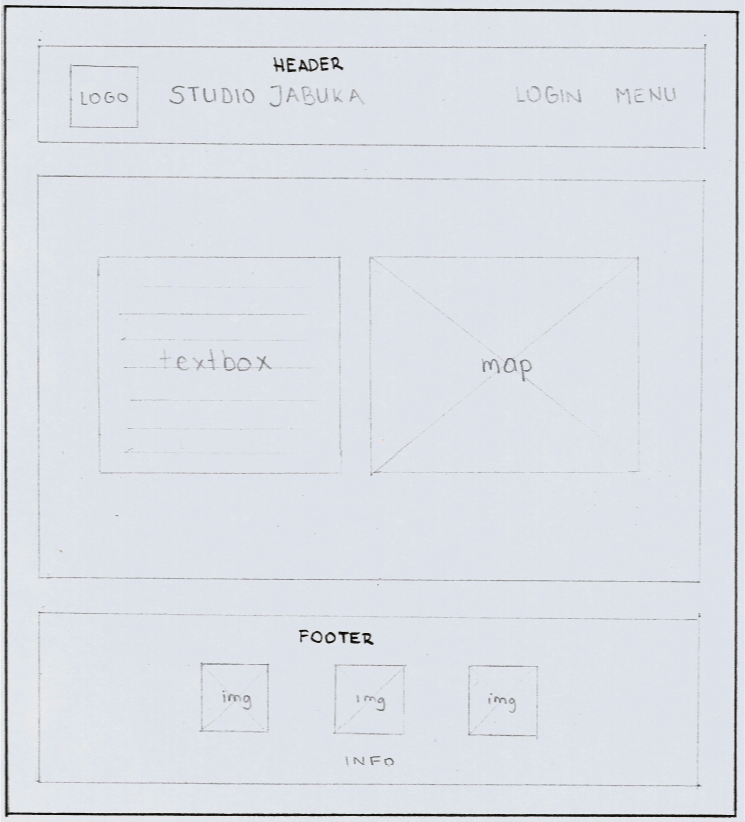 HEADER
LOGO STUDIO JABUKA LOGIN MENU
textbox map
FOOTER
img img img
INFO